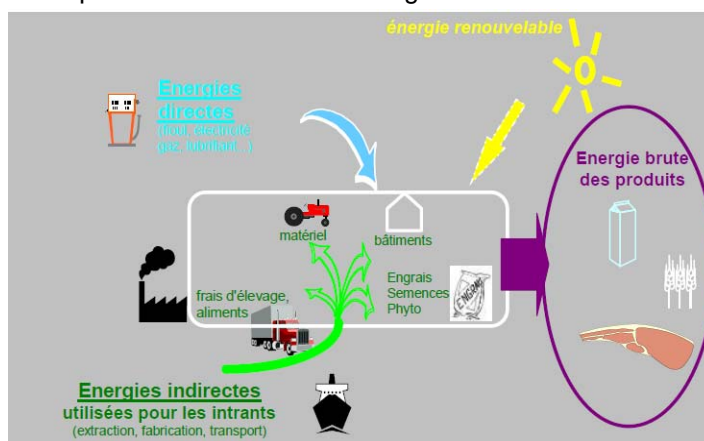 énergie renouvelable
Energies
directes
(fioul, électricité
gaz, lubrifiant...)
Energie brute
des produits
matériel
bâtiments
frais d'élevage,
aliments
Engrais
Semences
Phyto
ENGRAIS
Energies indirectes
utilisées pour les intrants
(extraction, fabrication, transport)